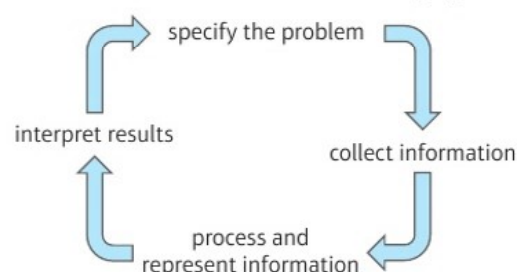 specify the problem
collect information
process and
represent information
interpret results